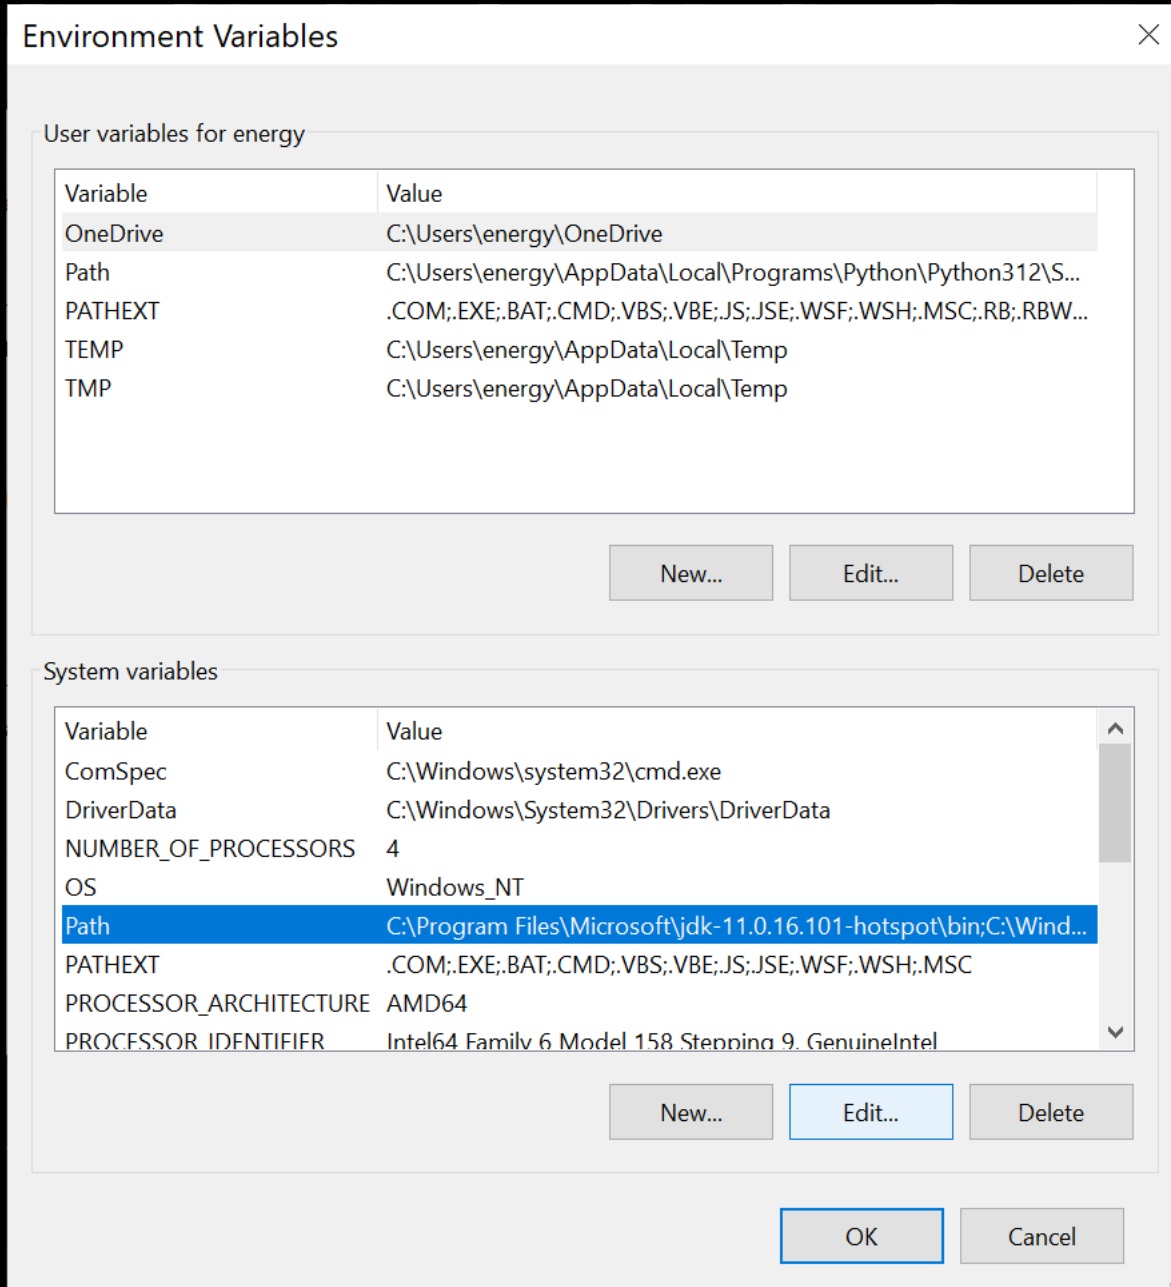 Environment Variables
User variables for energy
Variable Value
OneDrive C:\Users\energy\OneDrive
Path C:\Users\energy\AppData\Local\Programs\Python\Python312\S...
PATHEXT .COM;.EXE;.BAT;.CMD;.VBS;.VBE;.JS;.JSE;.WSF;.WSH;.MSC;.RB;.RBW...
TEMP C:\Users\energy\AppData\Local\Temp
TMP C:\Users\energy\AppData\Local\Temp
New... Edit... Delete
System variables
Variable Value
ComSpec C:\Windows\system32\cmd.exe
DriverData C:\Windows\System32\Drivers\DriverData
NUMBER_OF_PROCESSORS 4
OS Windows_NT
Path C:\Program Files\Microsoft\jdk-11.0.16.101-hotspot\bin;C:\Wind...
PATHEXT .COM;.EXE;.BAT;.CMD;.VBS;.VBE;.JS;.JSE;.WSF;.WSH;.MSC
PROCESSOR_ARCHITECTURE AMD64
PROCESSOR_IDENTIFIER Intel64 Family 6 Model 158 Stepping 9, GenuineIntel
New... Edit... Delete
OK Cancel